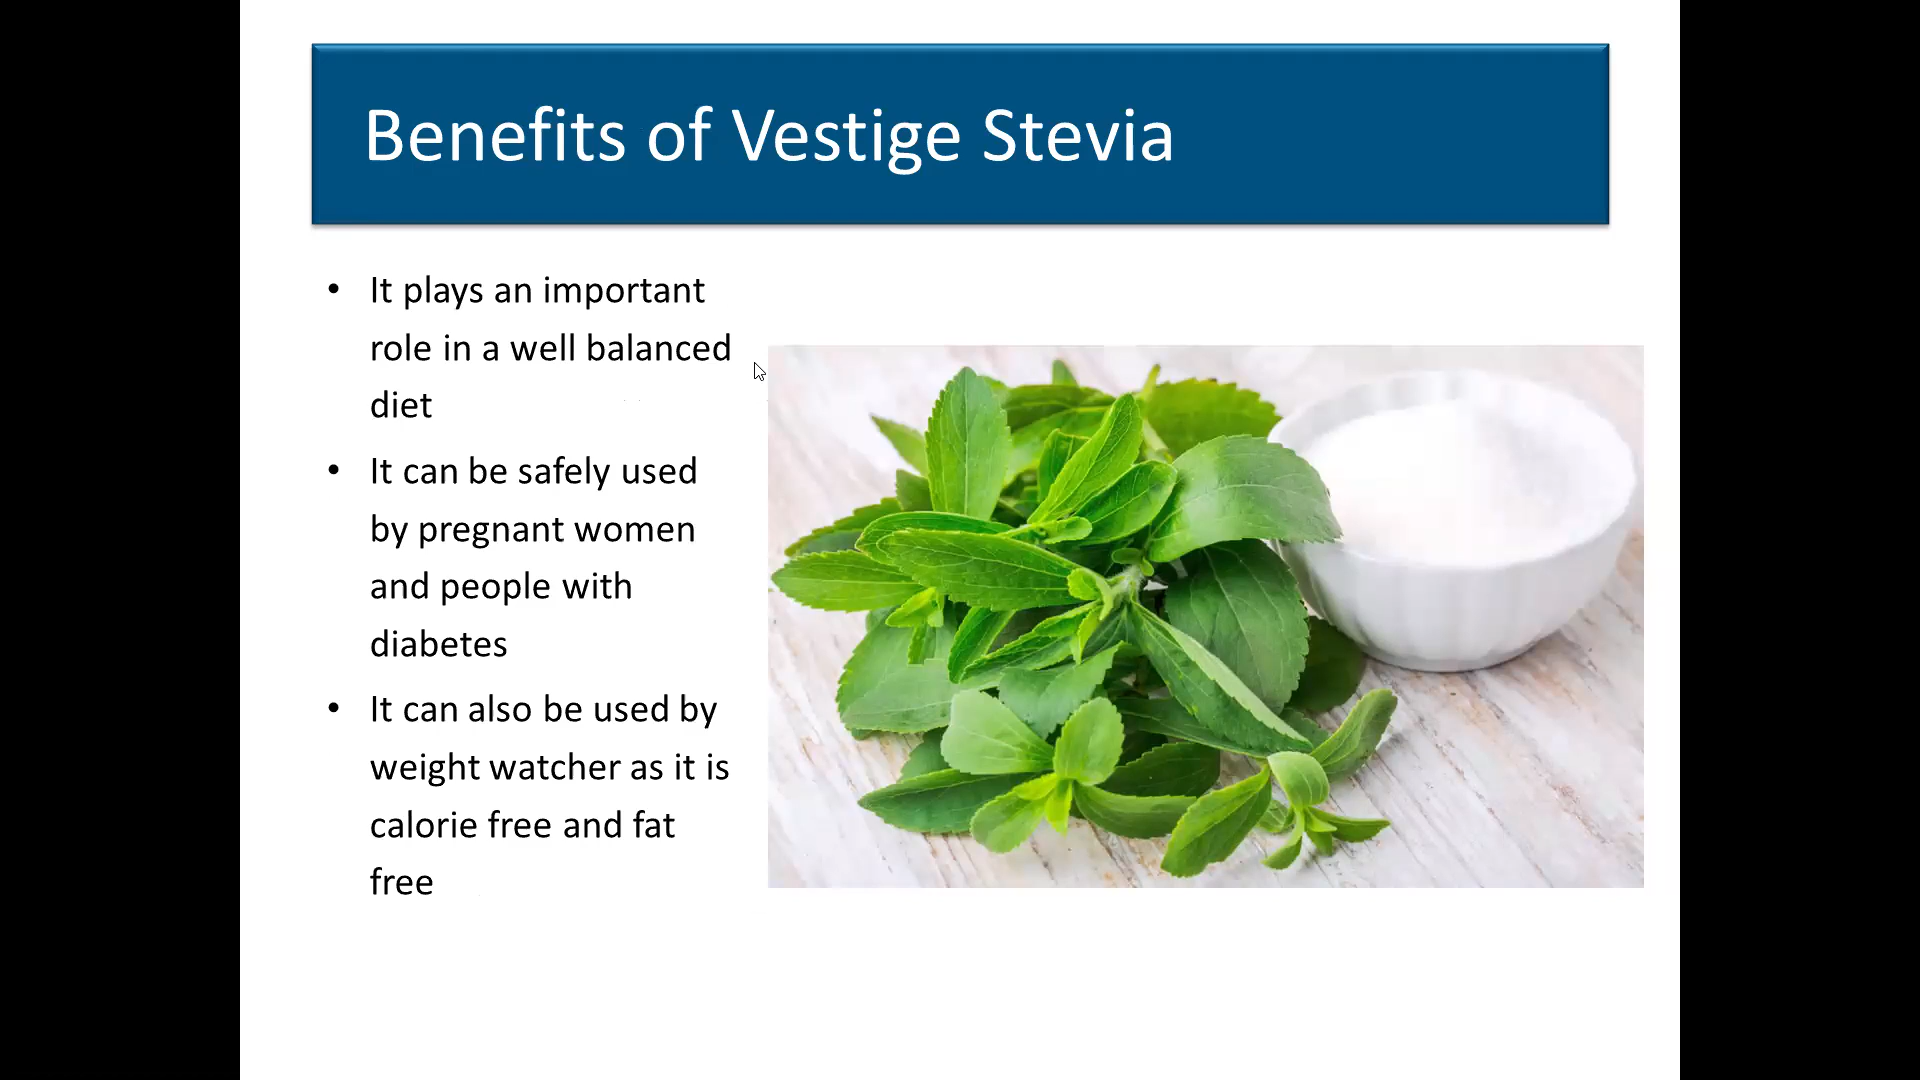 Benefits of Vestige Stevia
• It plays an important
role in a well balanced
diet
• It can be safely used
by pregnant women
and people with
diabetes
• It can also be used by
weight watcher as it is
calorie free and fat
free